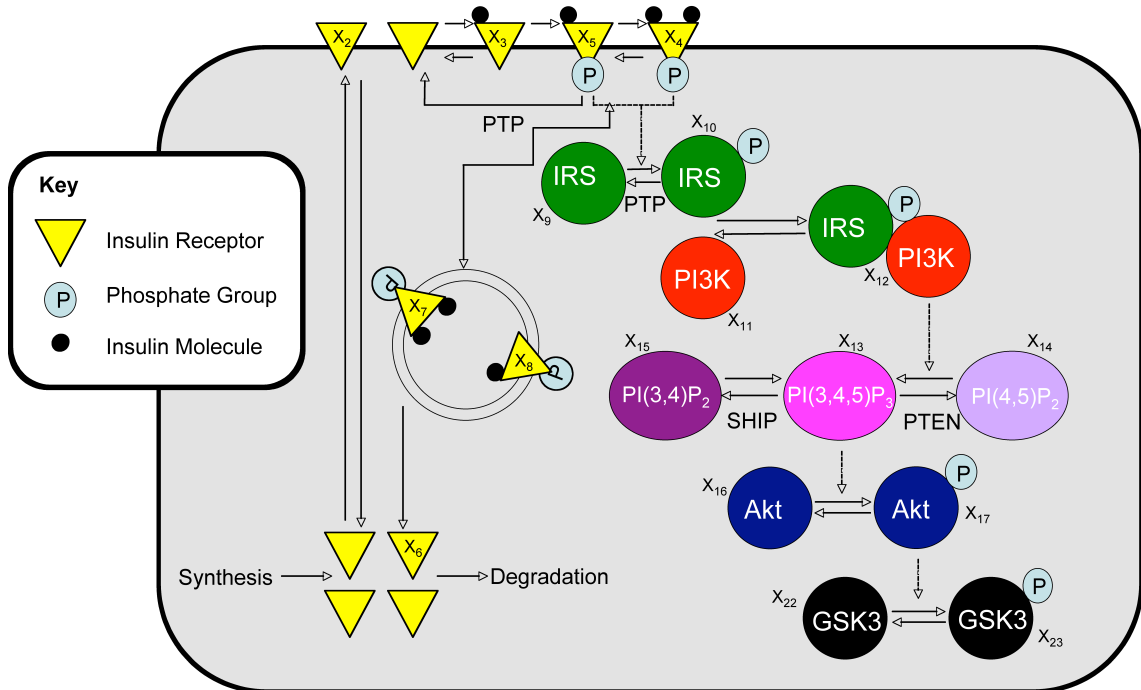 X2
X3
X5
X4
P
P
PTP
X10
P
IRS
IRS
X9
PTP
P
IRS
PI3K
X12
PI3K
X11
Key
Insulin Receptor
P
Phosphate Group
Insulin Molecule
P
X7
X8
P
X15
X13
X14
PI(3,4)P2
PI(3,4,5)P3
PI(4,5)P2
SHIP
PTEN
X16
Akt
Akt
P
X17
X6
Synthesis
Degradation
X22
GSK3
GSK3
P
X23